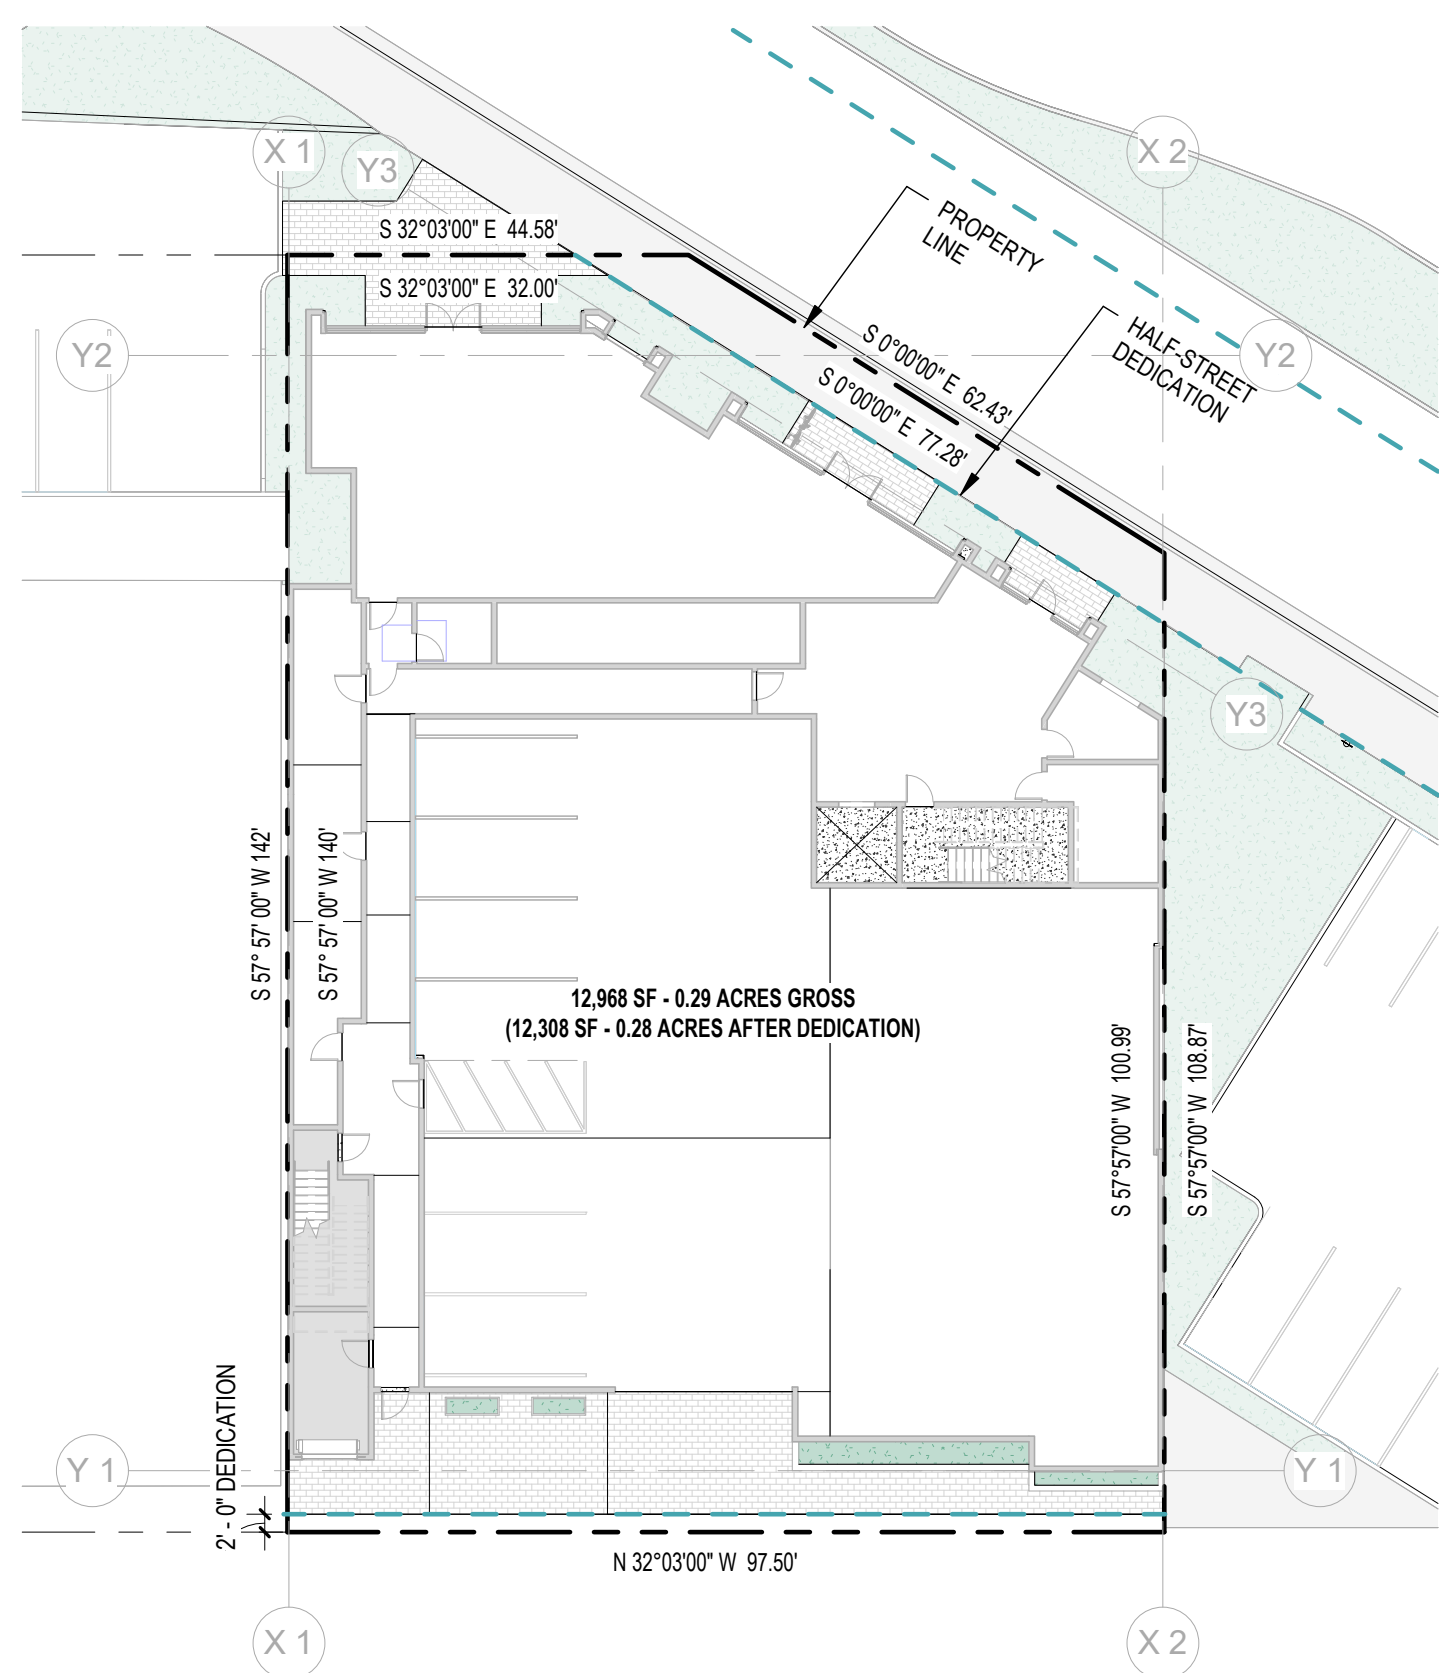 X 1
X 2
Y3
S 32°03'00" E 44.58'
PROPERTY
LINE
S 32°03'00" E 32.00'
Y2
S 0°00'00" E 62.43'
HALF-STREET
DEDICATION
Y2
S 0°00'00" E 77.28'
Y3
S 57° 57' 00" W 142'
S 57° 57' 00" W 140'
12,968 SF - 0.29 ACRES GROSS
(12,308 SF - 0.28 ACRES AFTER DEDICATION)
S 57°57'00" W 100.99'
S 57°57'00" W 108.87'
2' - 0" DEDICATION
Y 1
Y 1
N 32°03'00" W 97.50'
X 1
X 2